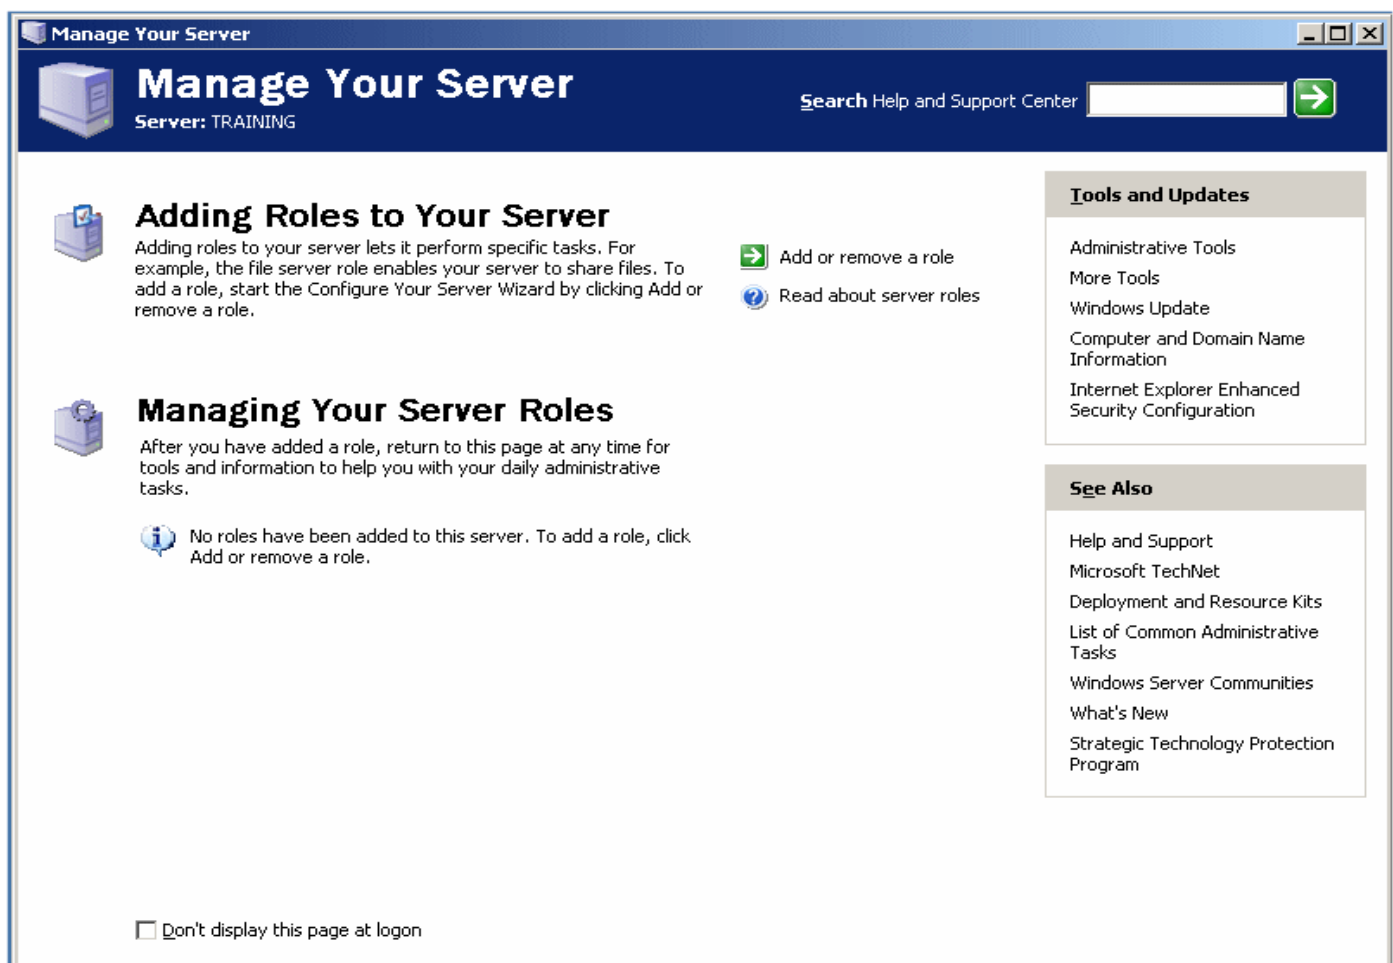 Manage Your Server
Manage Your Server
Server: TRAINING
Search Help and Support Center
Adding Roles to Your Server
Adding roles to your server lets it perform specific tasks. For
example, the file server role enables your server to share files. To
add a role, start the Configure Your Server Wizard by clicking Add or
remove a role.
Add or remove a role
Read about server roles
Managing Your Server Roles
After you have added a role, return to this page at any time for
tools and information to help you with your daily administrative
tasks.
No roles have been added to this server. To add a role, click
Add or remove a role.
Tools and Updates
Administrative Tools
More Tools
Windows Update
Computer and Domain Name
Information
Internet Explorer Enhanced
Security Configuration
See Also
Help and Support
Microsoft TechNet
Deployment and Resource Kits
List of Common Administrative
Tasks
Windows Server Communities
What's New
Strategic Technology Protection
Program
Don't display this page at logon